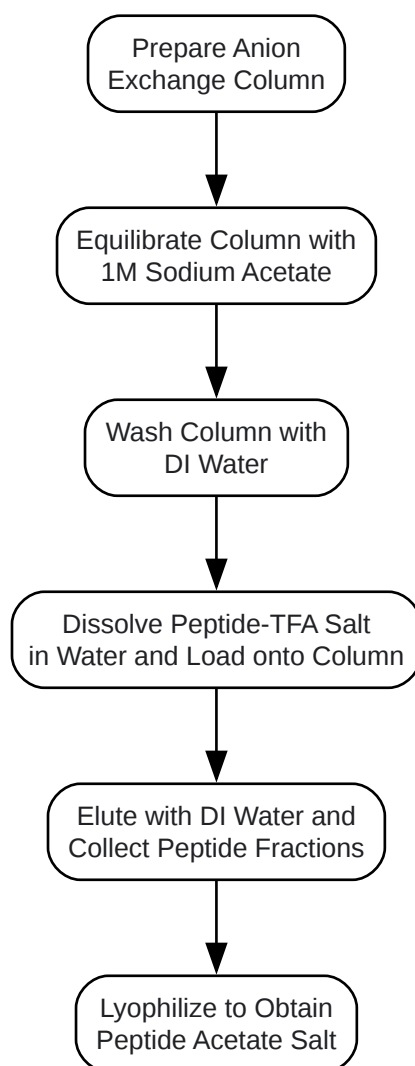 Prepare Anion
Exchange Column
Equilibrate Column with
1M Sodium Acetate
Wash Column with
DI Water
Dissolve Peptide-TFA Salt
in Water and Load onto Column
Elute with DI Water and
Collect Peptide Fractions
Lyophilize to Obtain
Peptide Acetate Salt